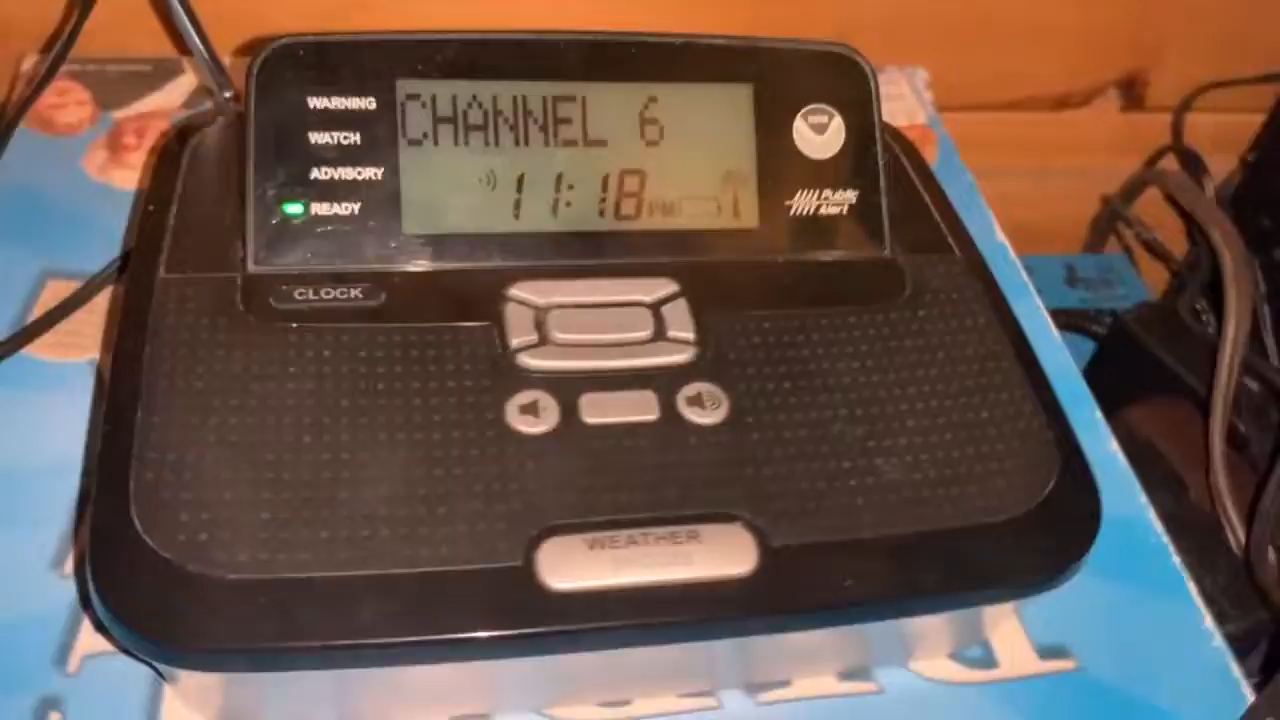 WARNING
WATCH
ADVISORY
READY
CHANNEL 6
11:18 PM
Public
Alert
CLOCK
WEATHER